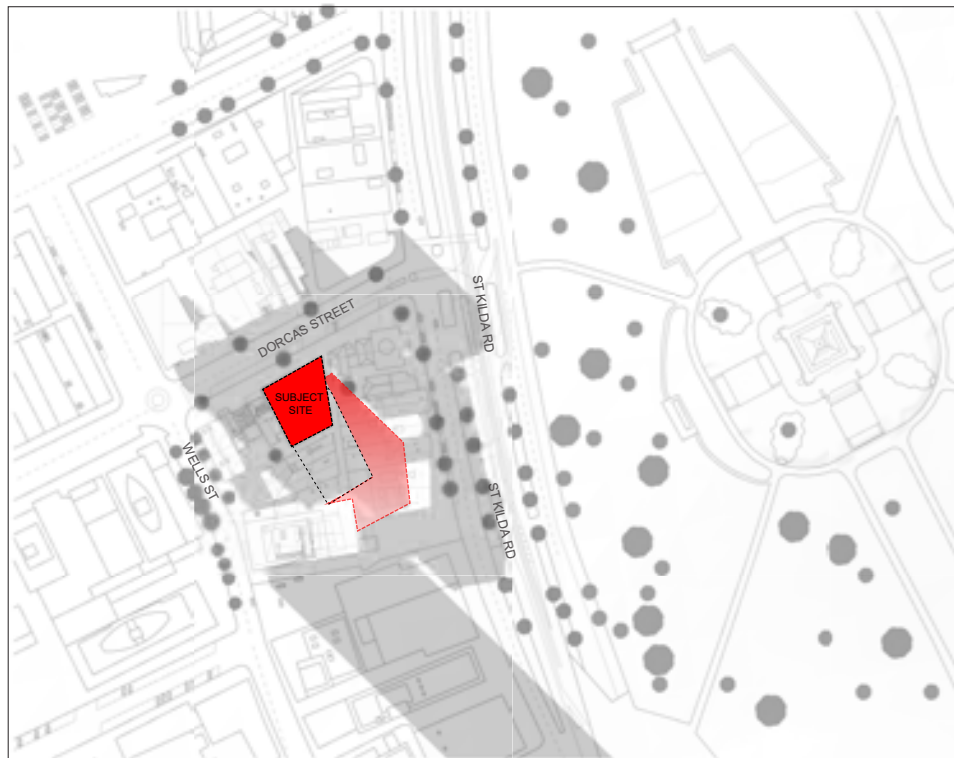 ST KILDA RD
DORCAS STREET
SUBJECT
SITE
WELLS ST
ST KILDA RD